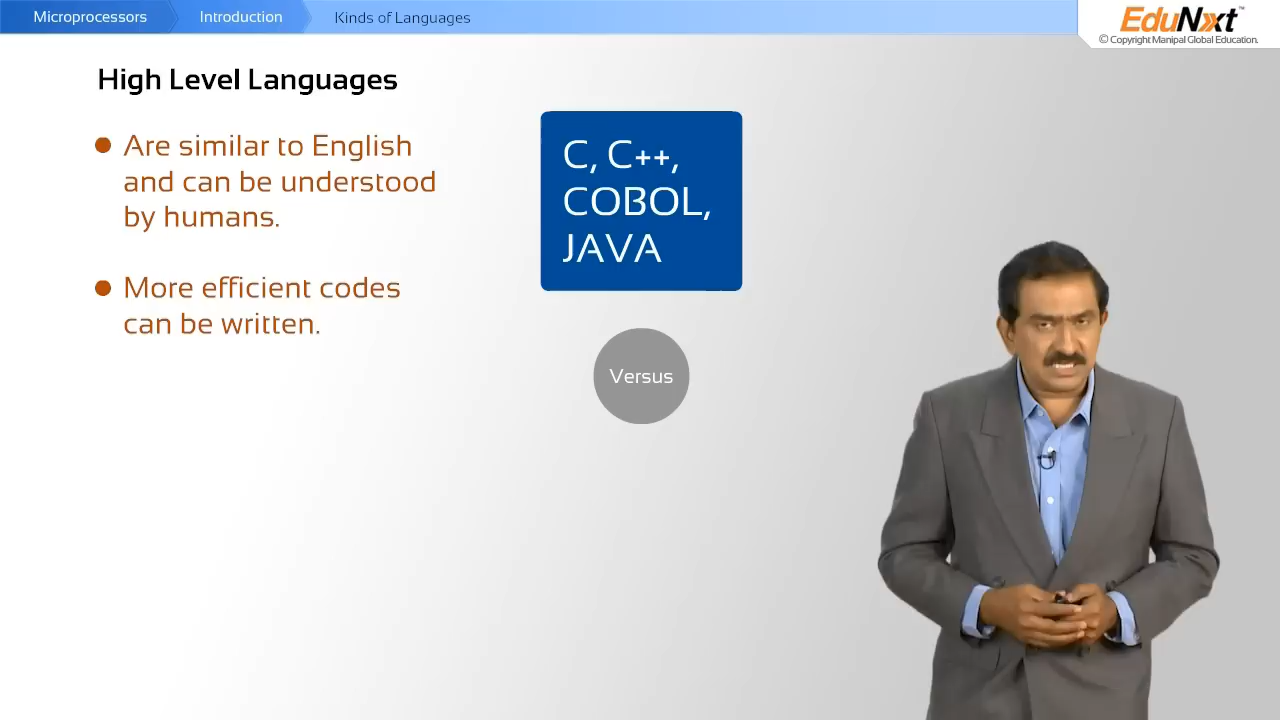 Microprocessors
Introduction
Kinds of Languages
EduNxt™
© Copyright Manipal Global Education.
High Level Languages
Are similar to English
and can be understood
by humans.
More efficient codes
can be written.
C, C++,
COBOL,
JAVA
Versus